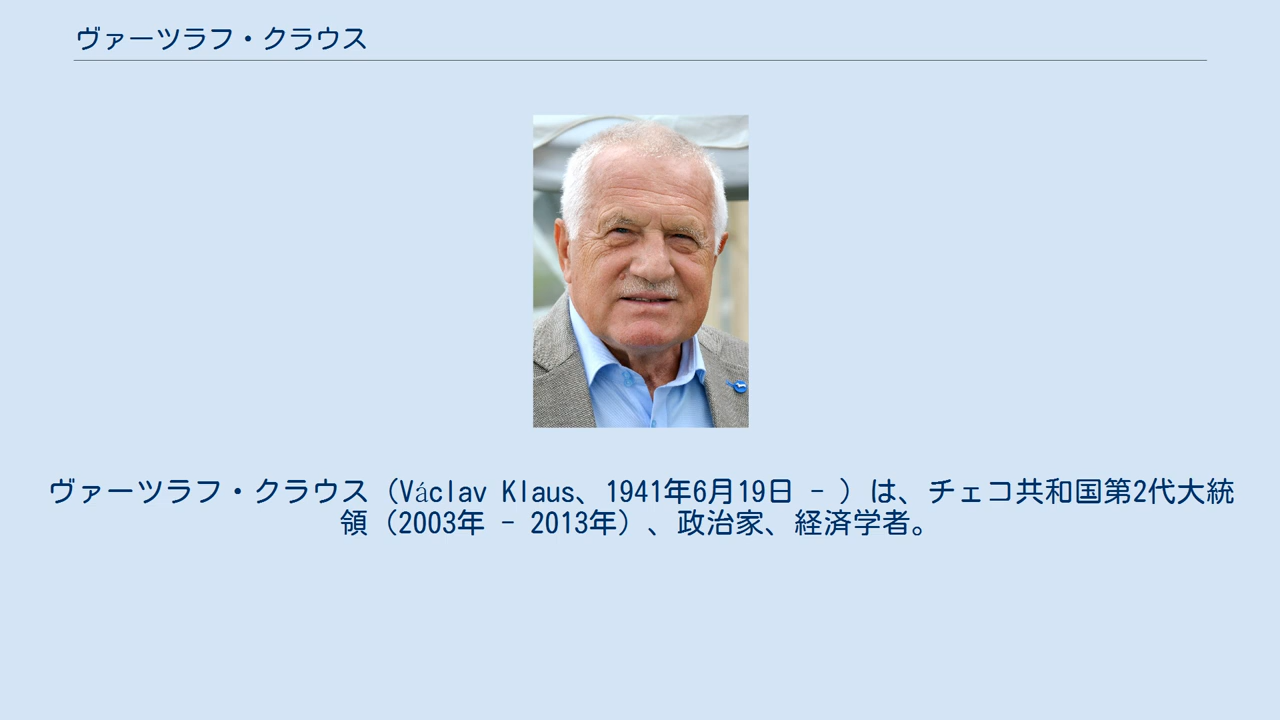 ヴァーツラフ・クラウス
ヴァーツラフ・クラウス（Václav Klaus、1941年6月19日 - ）は、チェコ共和国第2代大統
領（2003年 - 2013年）、政治家、経済学者。